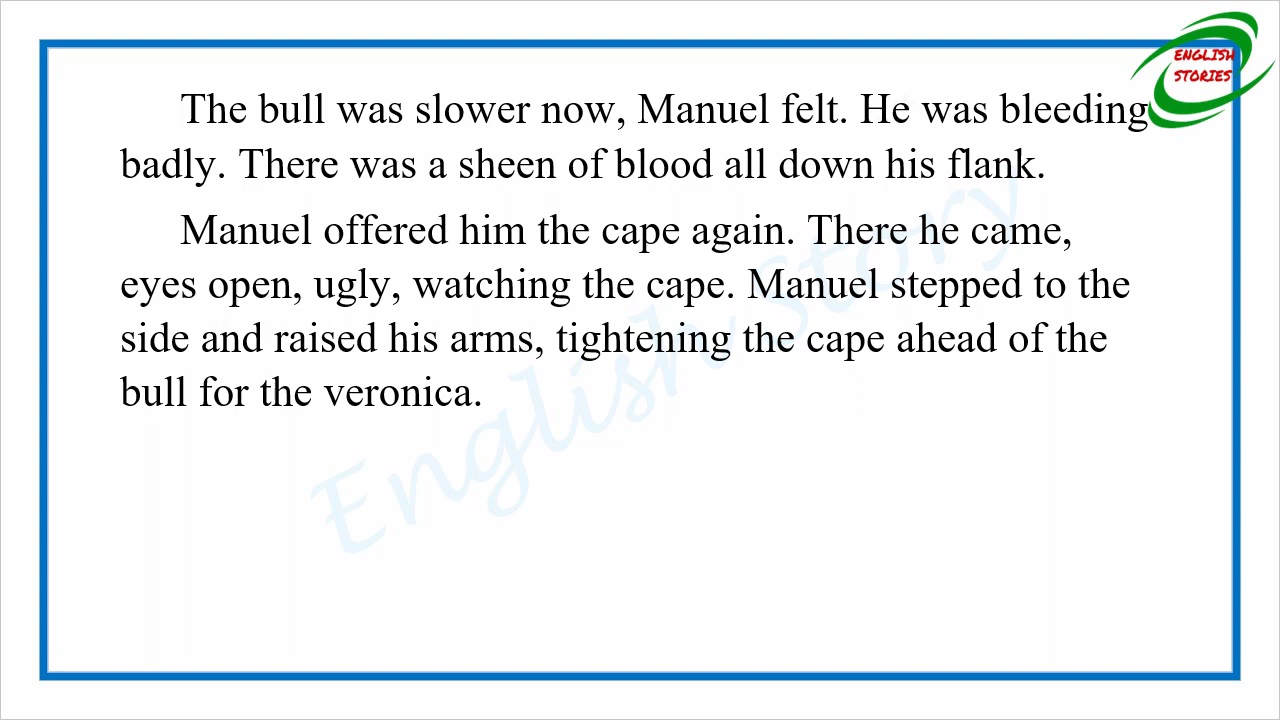 ENGLISH
STORIES
The bull was slower now, Manuel felt. He was bleeding
badly. There was a sheen of blood all down his flank.
Manuel offered him the cape again. There he came,
eyes open, ugly, watching the cape. Manuel stepped to the
side and raised his arms, tightening the cape ahead of the
bull for the veronica.
English Story